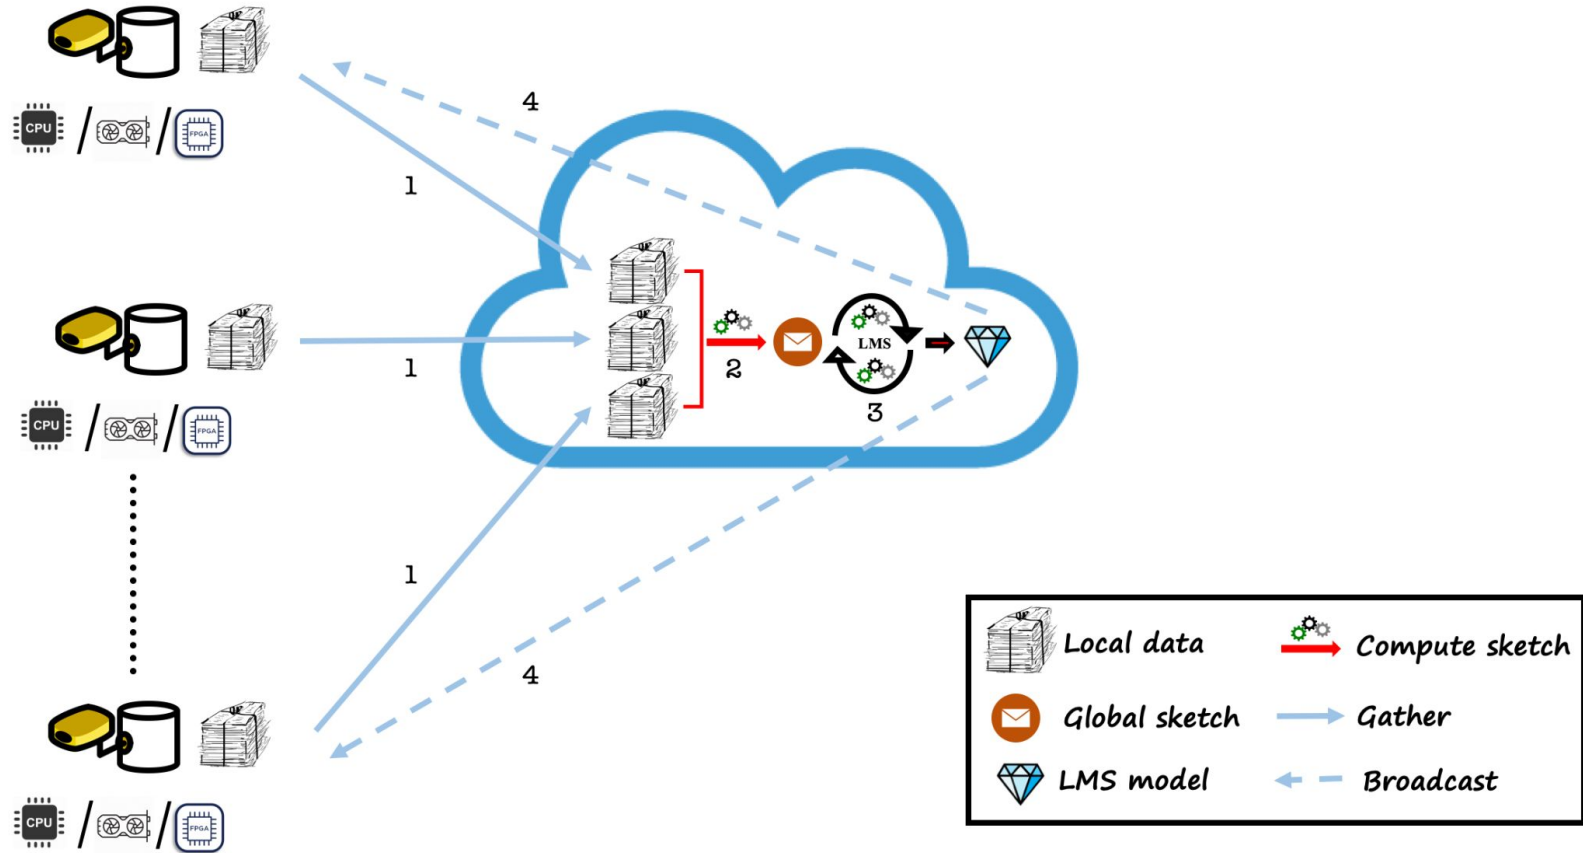 4
CPU
FPGA
1
LMS
2
3
1
CPU
FPGA
1
4
CPU
FPGA
Local data
Compute sketch
Global sketch
Gather
LMS model
Broadcast